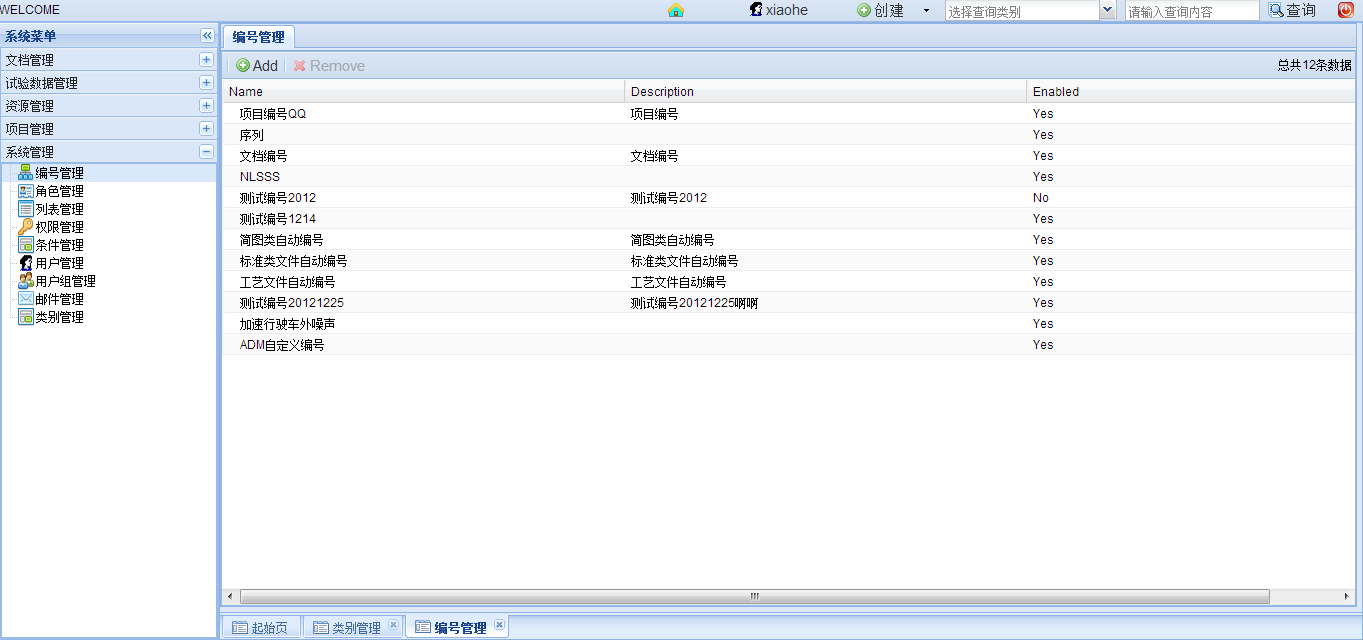 WELCOME xiaohe 创建 选择查询类别 请输入查询内容 查询
系统菜单
文档管理
试验数据管理
资源管理
项目管理
系统管理
编号管理
角色管理
列表管理
权限管理
条件管理
用户管理
用户组管理
邮件管理
类别管理
编号管理
Add Remove 总共12条数据
Name Description Enabled
项目编号QQ 项目编号 Yes
序列 Yes
文档编号 文档编号 Yes
NLSSS Yes
测试编号2012 测试编号2012 No
测试编号1214 Yes
简图类自动编号 简图类自动编号 Yes
标准类文件自动编号 标准类文件自动编号 Yes
工艺文件自动编号 工艺文件自动编号 Yes
测试编号20121225 测试编号20121225啊啊 Yes
加速行驶车外噪声 Yes
ADM自定义编号 Yes
起始页 类别管理 编号管理